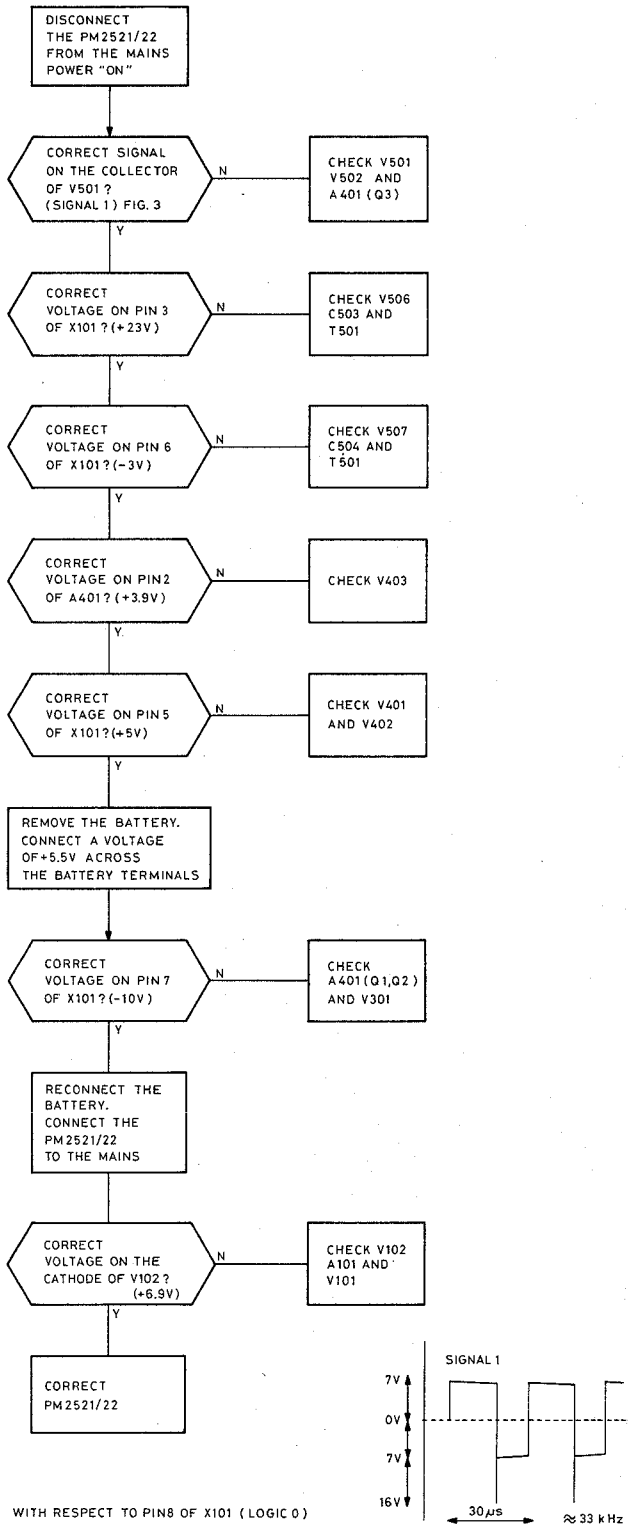 DISCONNECT
THE PM2521/22
FROM THE MAINS
POWER "ON"
CORRECT SIGNAL
ON THE COLLECTOR
OF V501?
(SIGNAL 1) FIG. 3
N
CHECK V501
V502 AND
A401 (Q3)
Y
CORRECT
VOLTAGE ON PIN 3
OF X101? (+23V)
N
CHECK V506
C503 AND
T501
Y
CORRECT
VOLTAGE ON PIN 6
OF X101? (-3V)
N
CHECK V507
C504 AND
T501
Y
CORRECT
VOLTAGE ON PIN 2
OF A401? (+3.9V)
N
CHECK V403
Y
CORRECT
VOLTAGE ON PIN 5
OF X101? (+5V)
N
CHECK V401
AND V402
Y
REMOVE THE BATTERY.
CONNECT A VOLTAGE
OF +5.5V ACROSS
THE BATTERY TERMINALS
CORRECT
VOLTAGE ON PIN 7
OF X101? (-10V)
N
CHECK
A401 (Q1,Q2)
AND V301
Y
RECONNECT THE
BATTERY.
CONNECT THE
PM2521/22
TO THE MAINS
CORRECT
VOLTAGE ON THE
CATHODE OF V102?
(+6.9V)
N
CHECK V102
A101 AND
V101
Y
CORRECT
PM2521/22
SIGNAL 1
7V
0V
7V
16V
30µs ≈ 33 kHz
WITH RESPECT TO PIN 8 OF X101 (LOGIC 0)